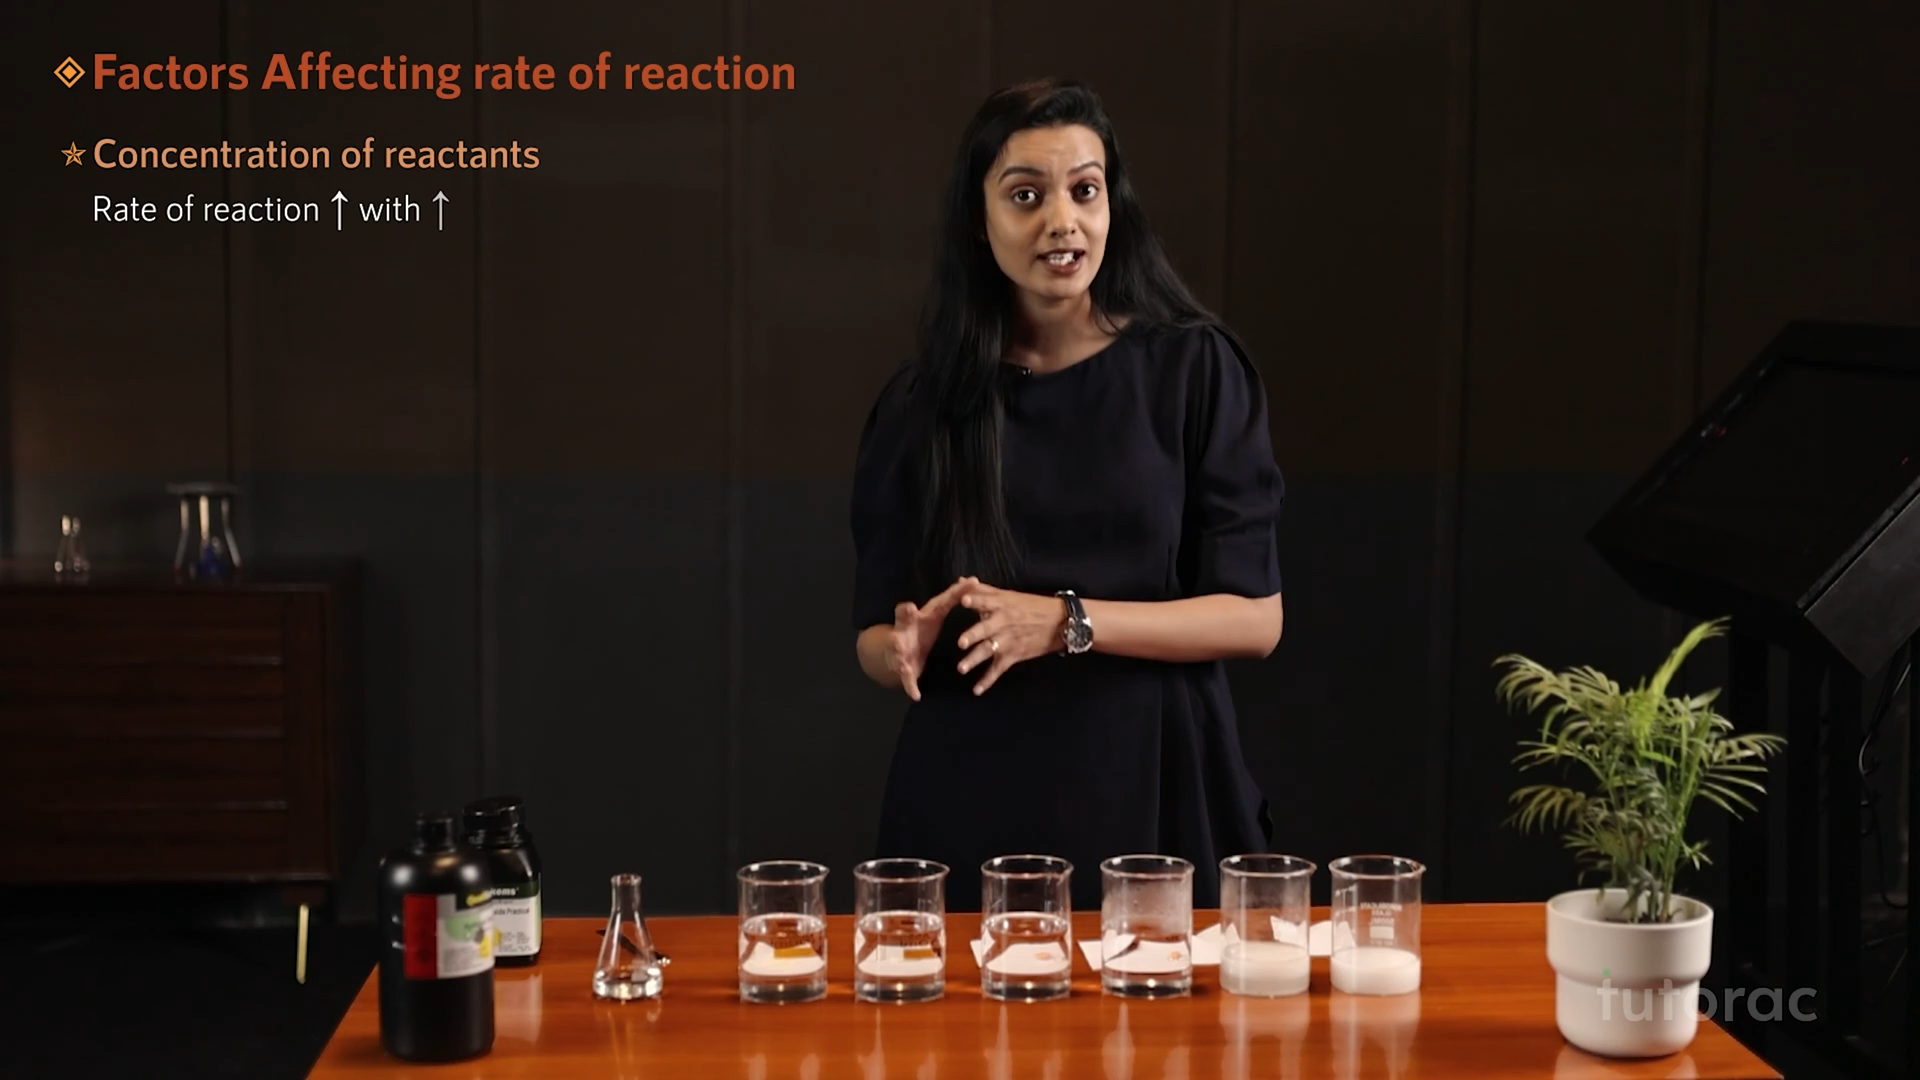 Factors Affecting rate of reaction
Concentration of reactants
Rate of reaction ↑ with ↑
tutorac